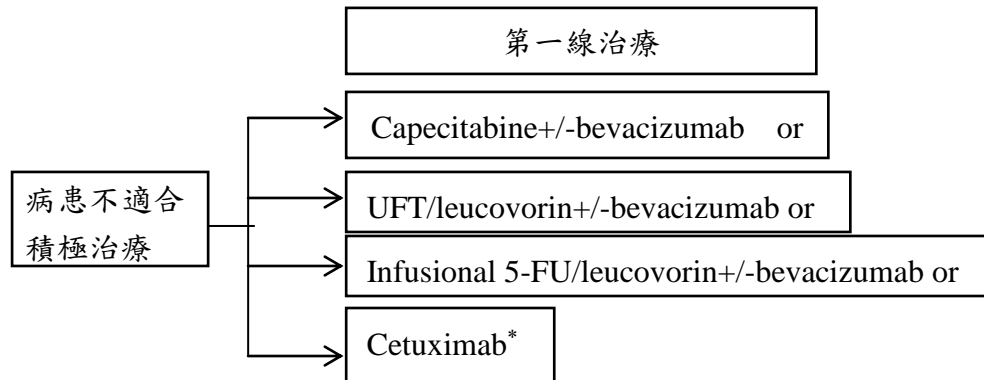 第一線治療
Capecitabine+/-bevacizumab or
病患不適合
積極治療
UFT/leucovorin+/-bevacizumab or
Infusional 5-FU/leucovorin+/-bevacizumab or
Cetuximab*